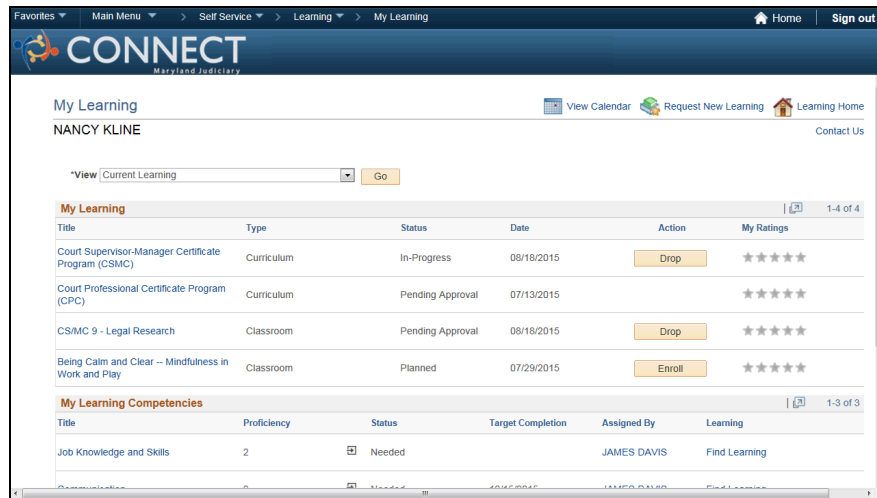 Favorites Main Menu > Self Service > Learning > My Learning Home Sign out
CONNECT
Maryland Judiciary
My Learning View Calendar Request New Learning Learning Home
NANCY KLINE Contact Us
*View Current Learning Go
My Learning 1-4 of 4
Title Type Status Date Action My Ratings
Court Supervisor-Manager Certificate
Program (CSMC) Curriculum In-Progress 08/18/2015 Drop
Court Professional Certificate Program
(CPC) Curriculum Pending Approval 07/13/2015
CS/MC 9 - Legal Research Classroom Pending Approval 08/18/2015 Drop
Being Calm and Clear -- Mindfulness in
Work and Play Classroom Planned 07/29/2015 Enroll
My Learning Competencies 1-3 of 3
Title Proficiency Status Target Completion Assigned By Learning
Job Knowledge and Skills 2 Needed JAMES DAVIS Find Learning